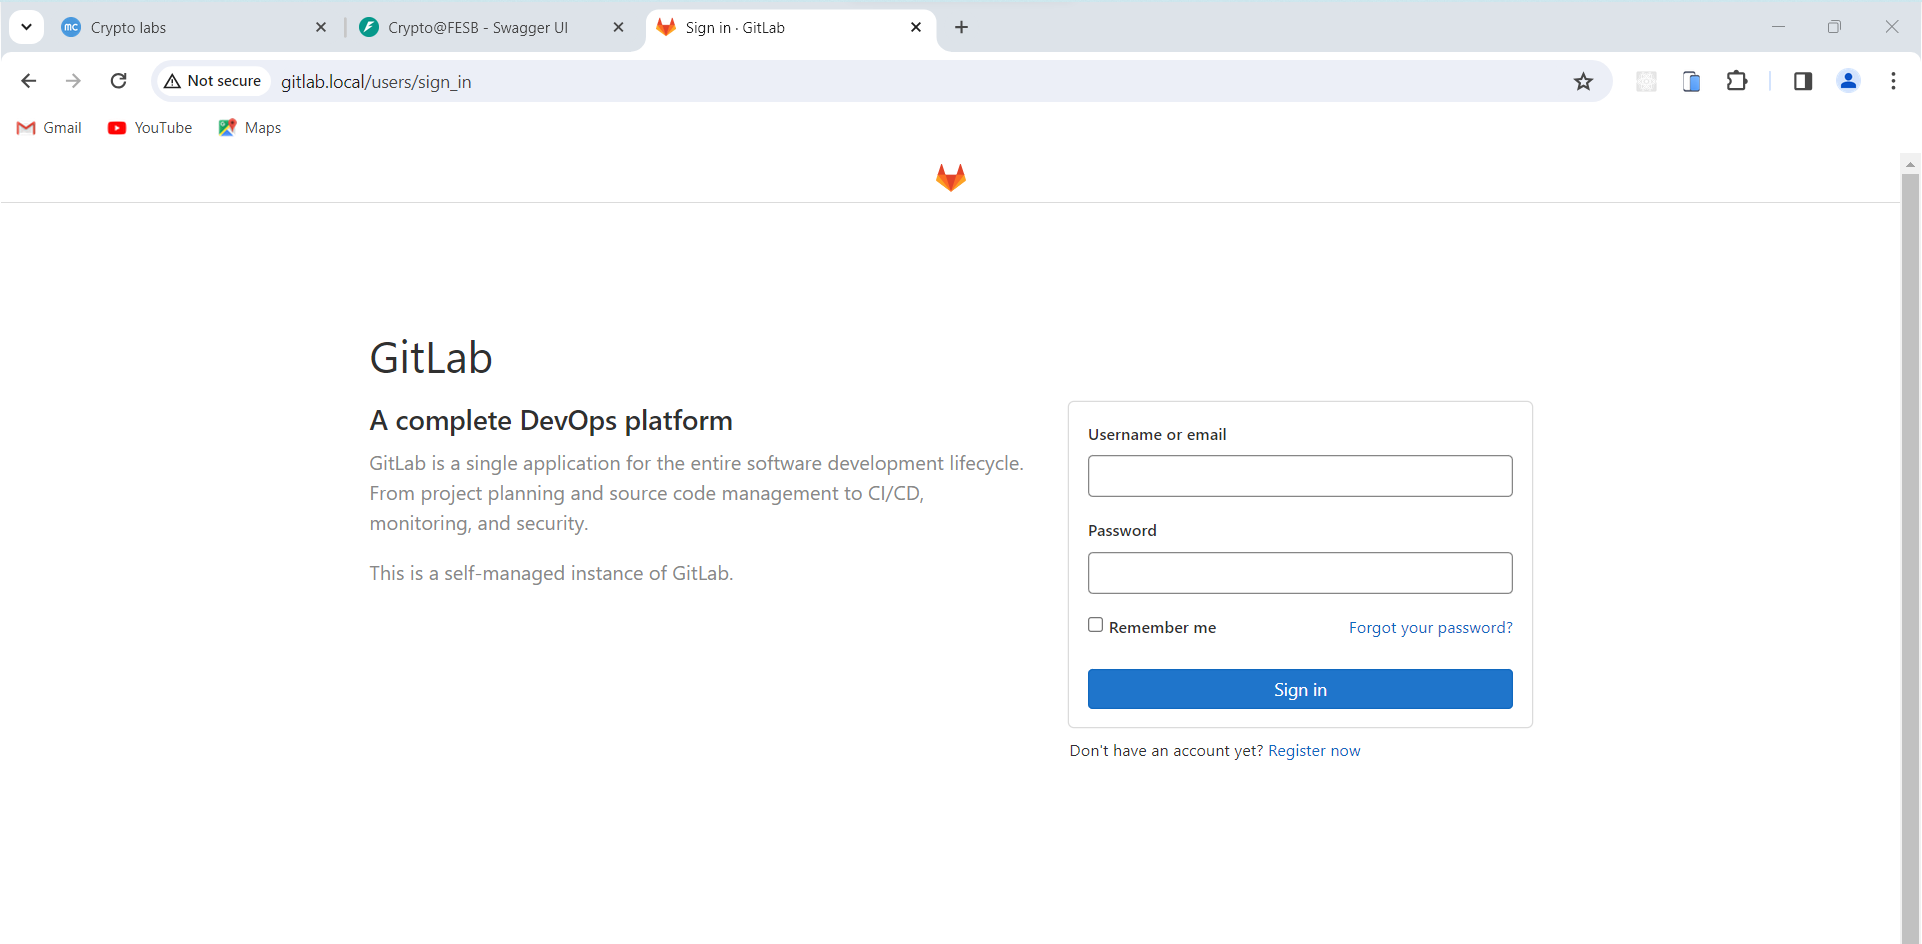 mc Crypto labs
Crypto@FESB - Swagger UI
Sign in · GitLab
Not secure
gitlab.local/users/sign_in
Gmail
YouTube
Maps
GitLab
A complete DevOps platform
GitLab is a single application for the entire software development lifecycle.
From project planning and source code management to CI/CD,
monitoring, and security.
This is a self-managed instance of GitLab.
Username or email
Password
Remember me
Forgot your password?
Sign in
Don't have an account yet? Register now